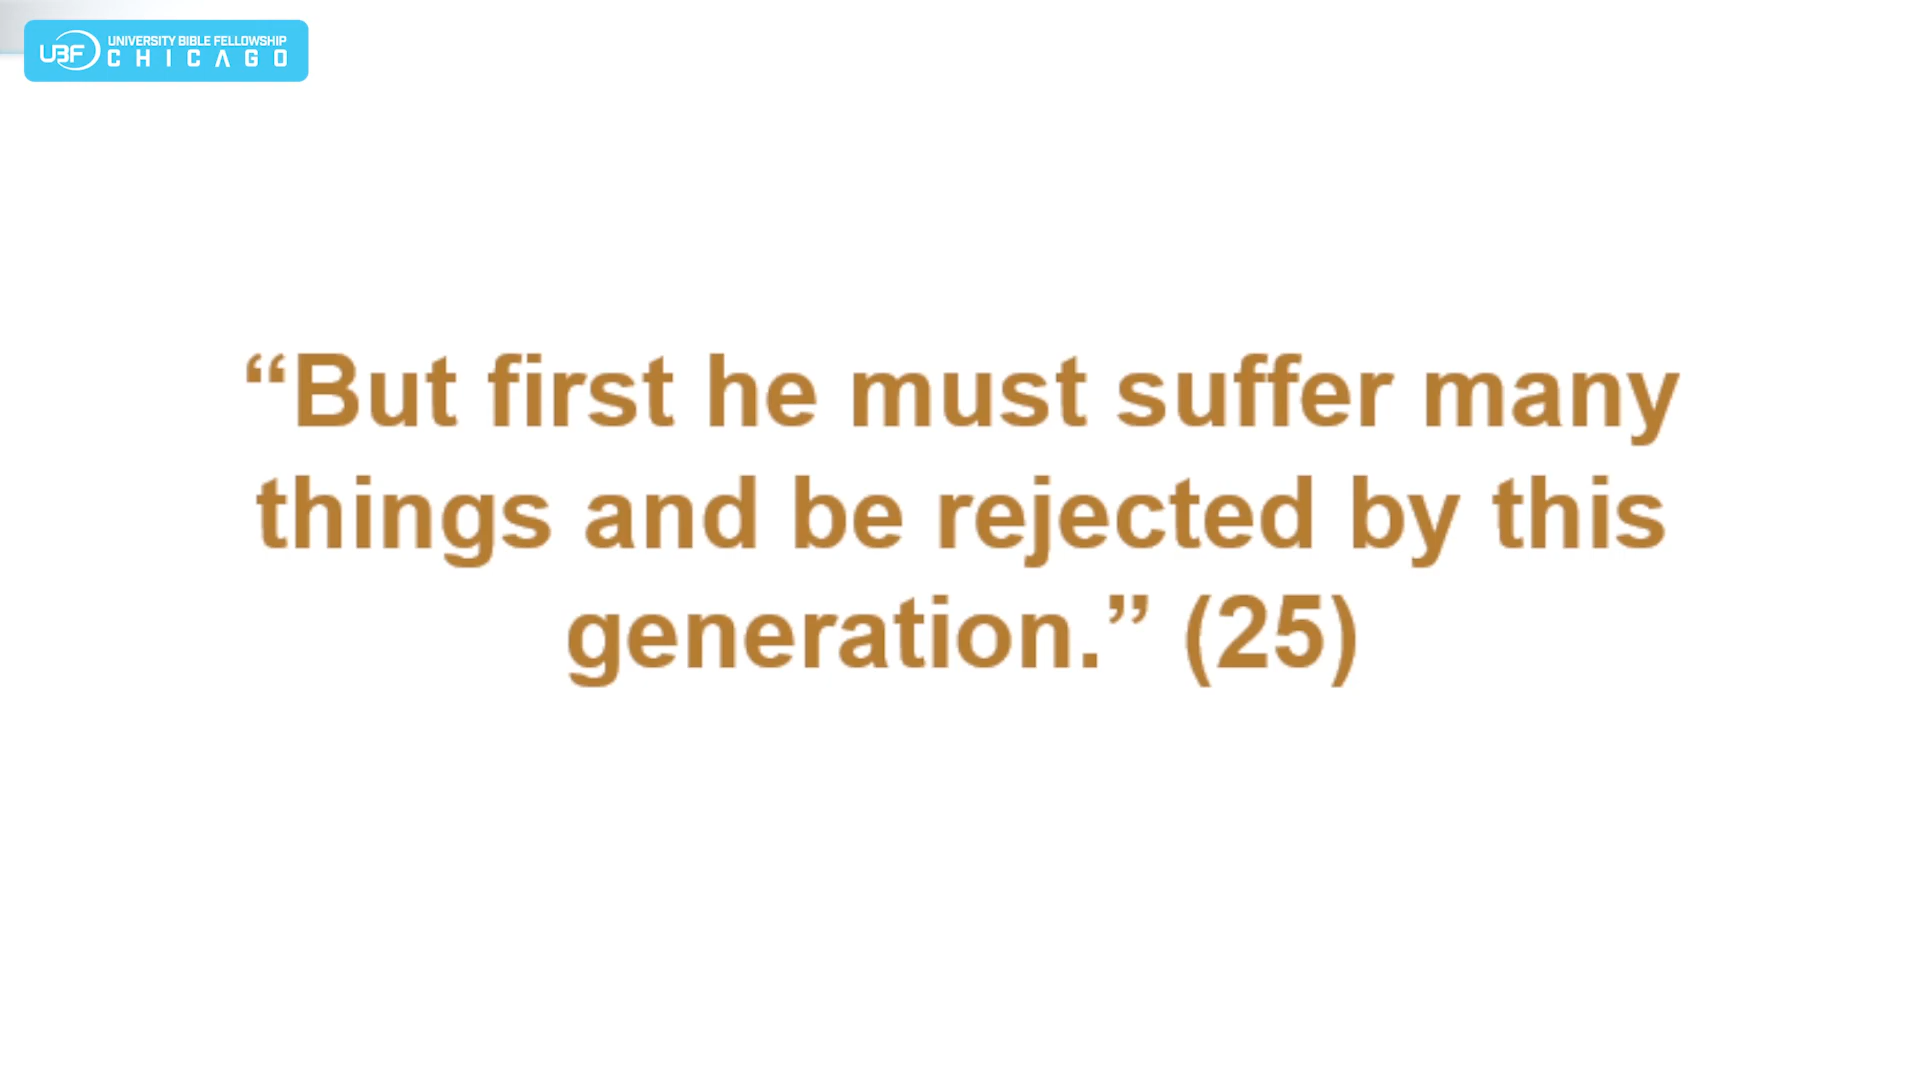 UBF UNIVERSITY BIBLE FELLOWSHIP
CHICAGO
“But first he must suffer many
things and be rejected by this
generation.” (25)